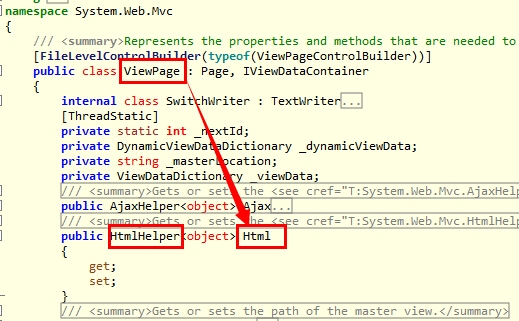 namespace System.Web.Mvc
{
/// <summary>Represents the properties and methods that are needed to
[FileLevelControlBuilder(typeof(ViewPageControlBuilder))]
public class ViewPage : Page, IViewDataContainer
{
internal class SwitchWriter : TextWriter...
[ThreadStatic]
private static int _nextId;
private DynamicViewDataDictionary _dynamicViewData;
private string _masterLocation;
private ViewDataDictionary _viewData;
/// <summary>Gets or sets the <see cref="T:System.Web.Mvc.AjaxHelp
public AjaxHelper<object> Ajax...
/// <summary>Gets or sets the <see cref="T:System.Web.Mvc.HtmlHelp
public HtmlHelper<object> Html
{
get;
set;
}
/// <summary>Gets or sets the path of the master view.</summary>